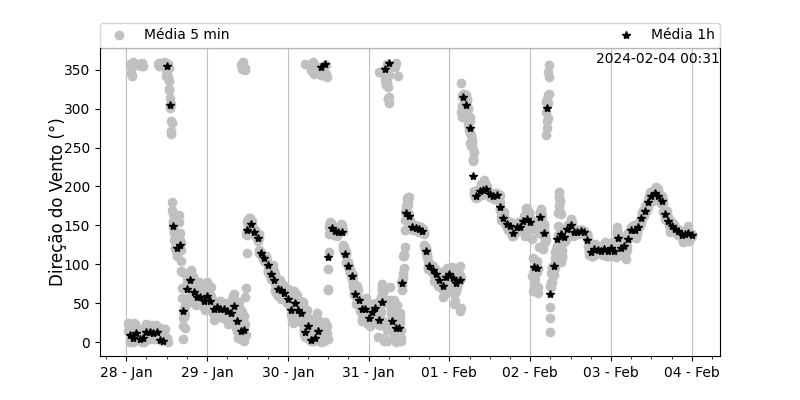 Média 5 min
Média 1h
2024-02-04 00:31
Direção do Vento (°)
350
300
250
200
150
100
50
0
28 - Jan
29 - Jan
30 - Jan
31 - Jan
01 - Feb
02 - Feb
03 - Feb
04 - Feb